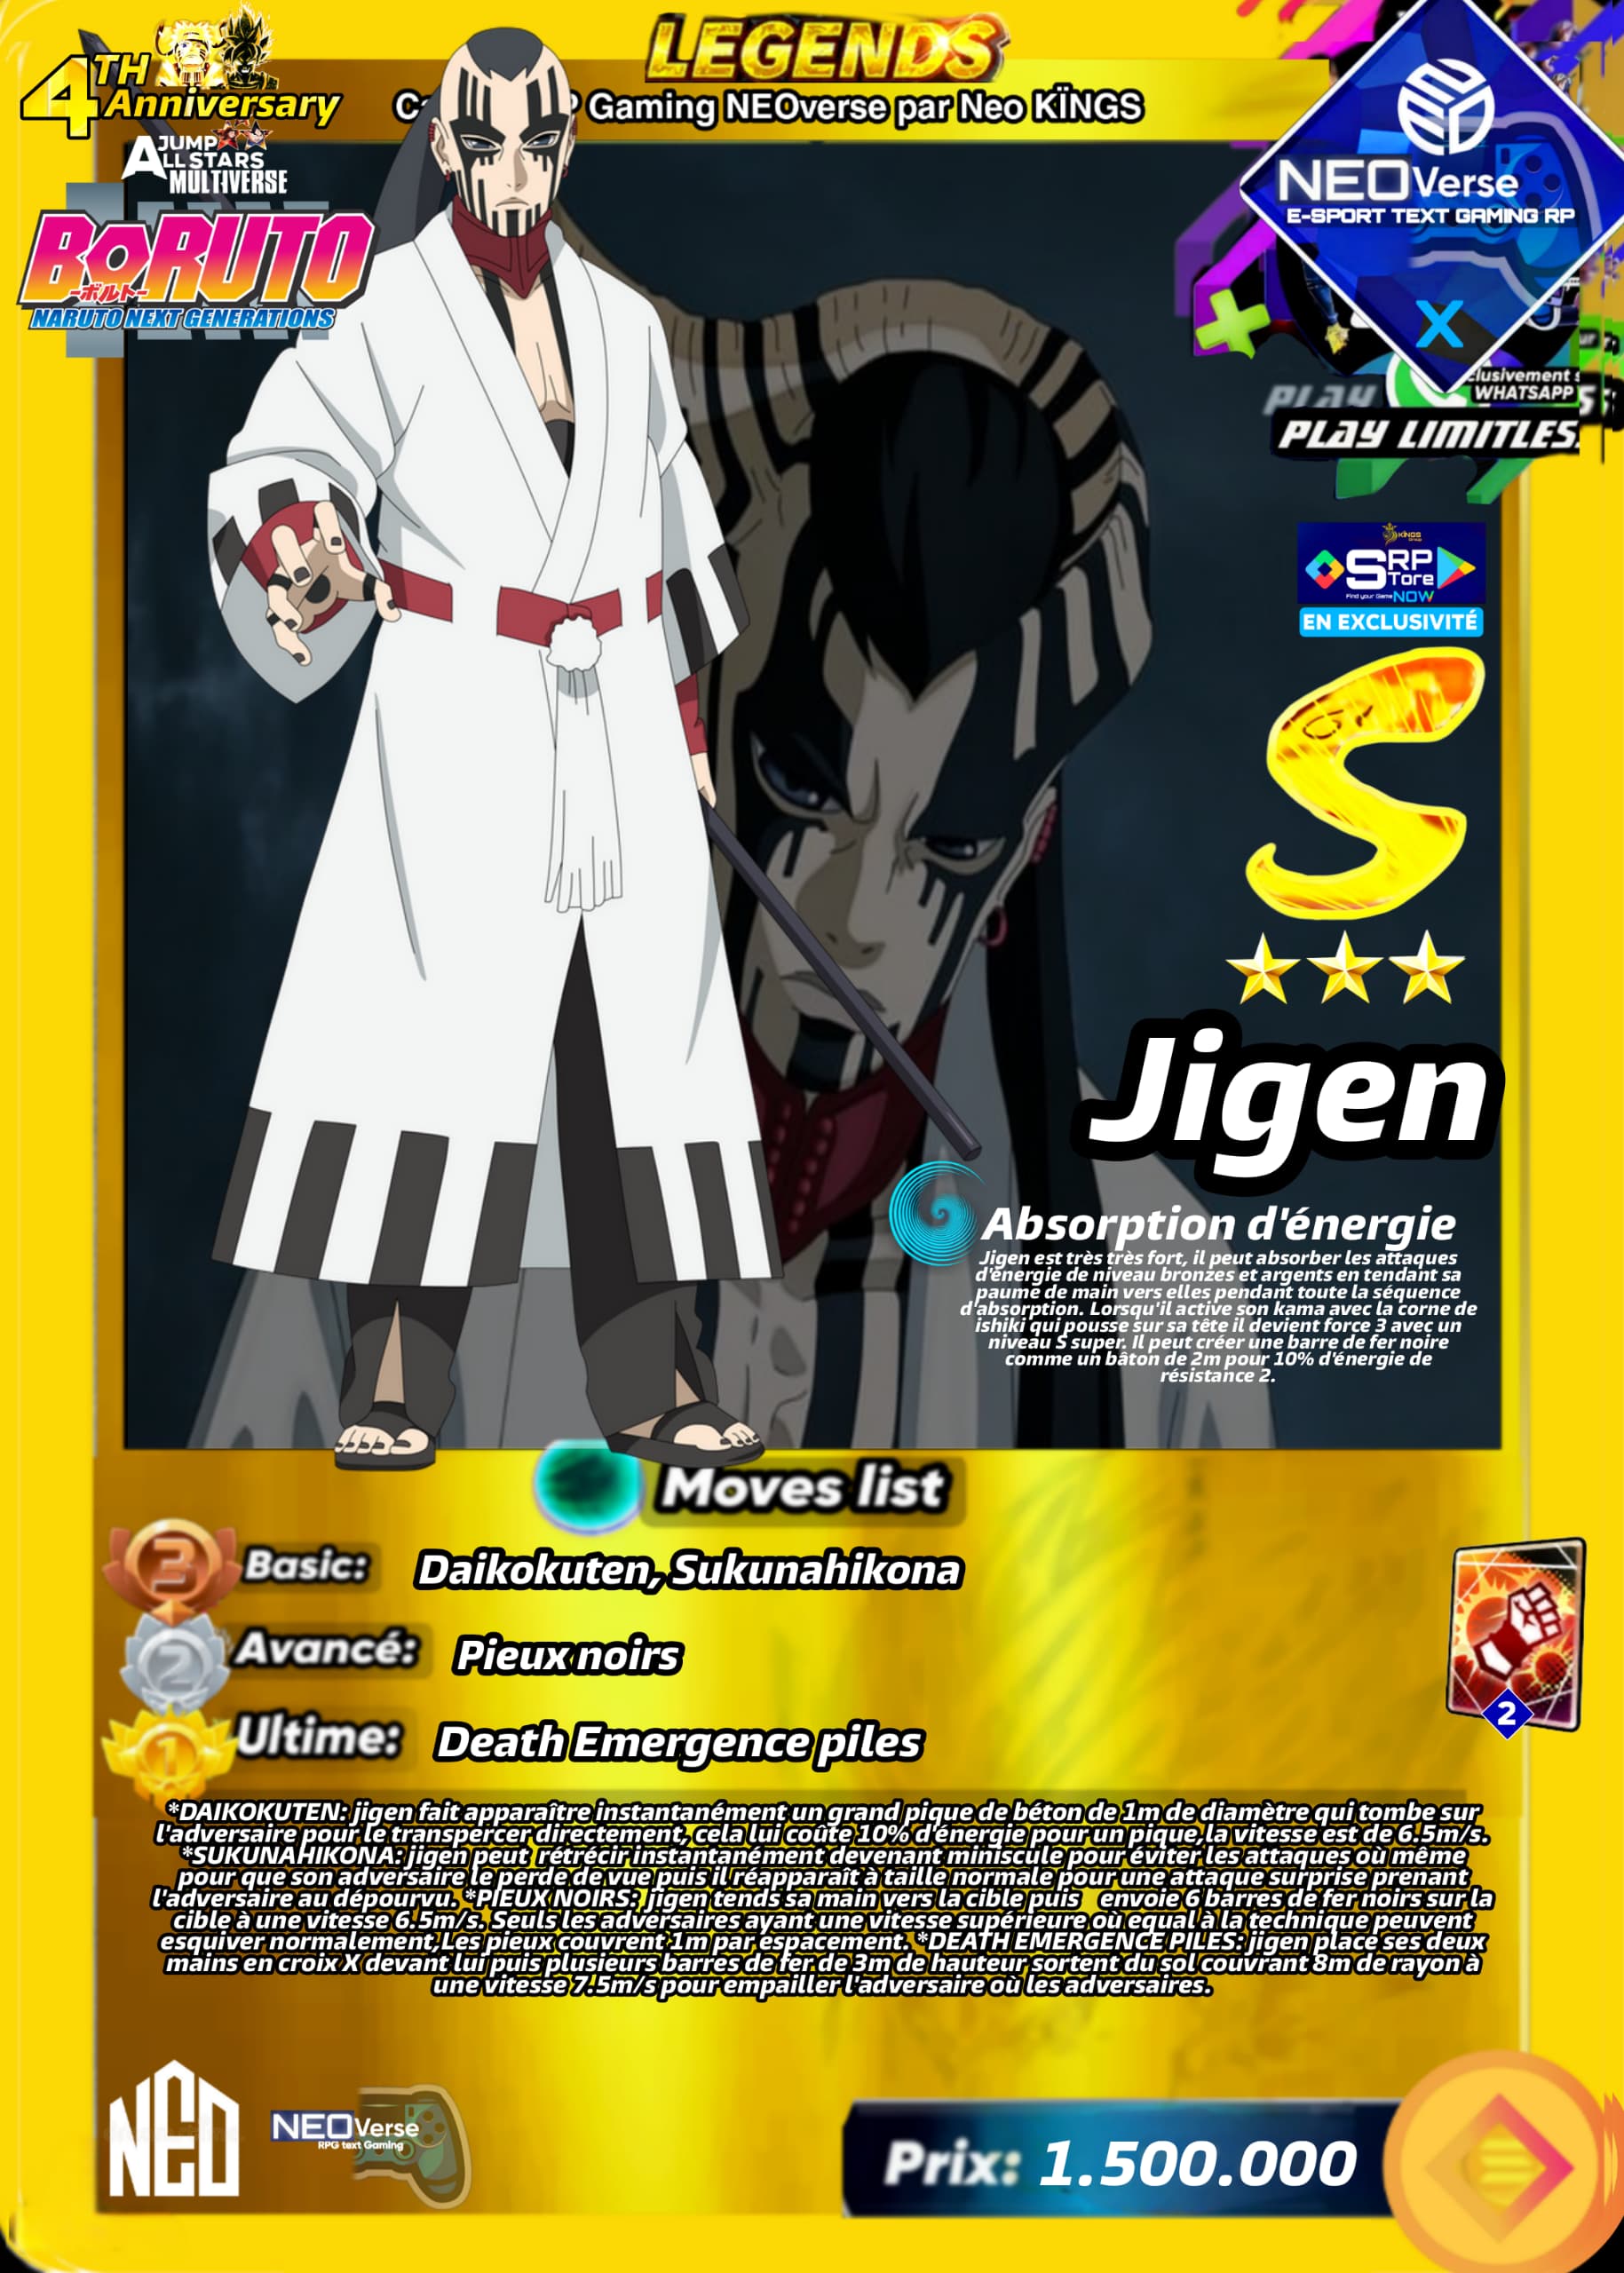 LEGENDS
4TH
Anniversary
Gaming NEOverse par Neo KÏNGS
JUMP
ALL STARS
MULTIVERSE
BORUTO
-ボルト-
NARUTO NEXT GENERATIONS
NEOVerse
E-SPORT TEXT GAMING RP
X
clusivement
WHATSAPP
PLAY
PLAY LIMITLES
KINGS
SRP
Tore
Find your Game NOW
EN EXCLUSIVITÉ
S
Jigen
Absorption d'énergie
Jigen est très très fort, il peut absorber les attaques
d'énergie de niveau bronzes et argents en tendant sa
paume de main vers elles pendant toute la séquence
d'absorption. Lorsqu'il active son kama avec la corne de
ishiki qui pousse sur sa tête il devient force 3 avec un
niveau S super. Il peut créer une barre de fer noire
comme un bâton de 2m pour 10% d'énergie de
résistance 2.
Moves list
3 Basic: Daikokuten, Sukunahikona
2 Avancé: Pieux noirs
1 Ultime: Death Emergence piles
2
*DAIKOKUTEN: jigen fait apparaître instantanément un grand pique de béton de 1m de diamètre qui tombe sur
l'adversaire pour le transpercer directement, cela lui coûte 10% d'énergie pour un pique,la vitesse est de 6.5m/s.
*SUKUNAHIKONA: jigen peut rétrécir instantanément devenant miniscule pour éviter les attaques où même
pour que son adversaire le perde de vue puis il réapparaît à taille normale pour une attaque surprise prenant
l'adversaire au dépourvu. *PIEUX NOIRS: Jigen tends sa main vers la cible puis envoie 6 barres de fer noirs sur la
cible à une vitesse 6.5m/s. Seuls les adversaires ayant une vitesse supérieure où equal à la technique peuvent
esquiver normalement,Les pieux couvrent 1m par espacement. *DEATH EMERGENCE PILES: jigen place ses deux
mains en croix X devant lui puis plusieurs barres de fer de 3m de hauteur sortent du sol couvrant 8m de rayon à
une vitesse 7.5m/s pour empailler l'adversaire où les adversaires.
NEO
NEOVerse
RPG text Gaming
Prix: 1.500.000